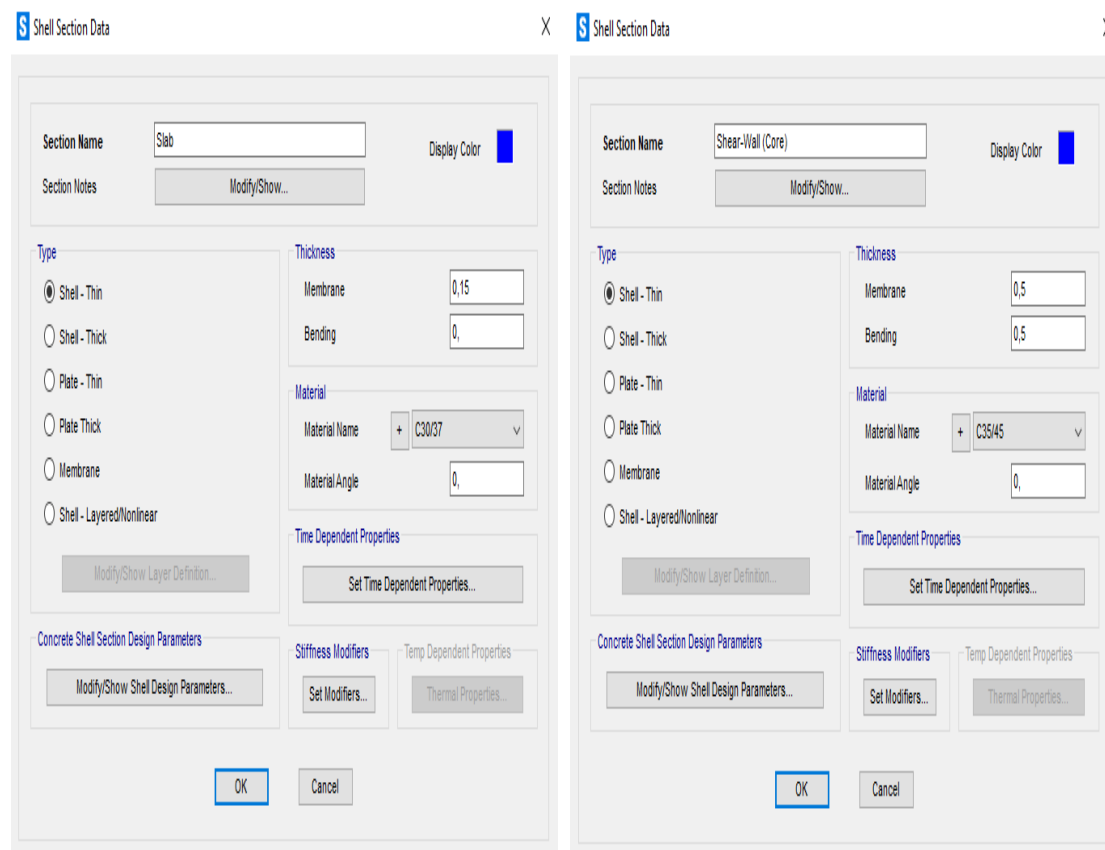 S Shell Section Data X
Section Name Slab Display Color
Section Notes Modify/Show...
Type
Shell - Thin
Shell - Thick
Plate - Thin
Plate Thick
Membrane
Shell - Layered/Nonlinear
Modify/Show Layer Definition...
Thickness
Membrane 0,15
Bending 0,
Material
Material Name + C30/37
Material Angle 0,
Time Dependent Properties
Set Time Dependent Properties...
Concrete Shell Section Design Parameters
Modify/Show Shell Design Parameters...
Stiffness Modifiers
Set Modifiers...
Temp Dependent Properties
Thermal Properties...
OK Cancel
S Shell Section Data
Section Name Shear-Wall (Core) Display Color
Section Notes Modify/Show...
Type
Shell - Thin
Shell - Thick
Plate - Thin
Plate Thick
Membrane
Shell - Layered/Nonlinear
Modify/Show Layer Definition...
Thickness
Membrane 0,5
Bending 0,5
Material
Material Name + C35/45
Material Angle 0,
Time Dependent Properties
Set Time Dependent Properties...
Concrete Shell Section Design Parameters
Modify/Show Shell Design Parameters...
Stiffness Modifiers
Set Modifiers...
Temp Dependent Properties
Thermal Properties...
OK Cancel